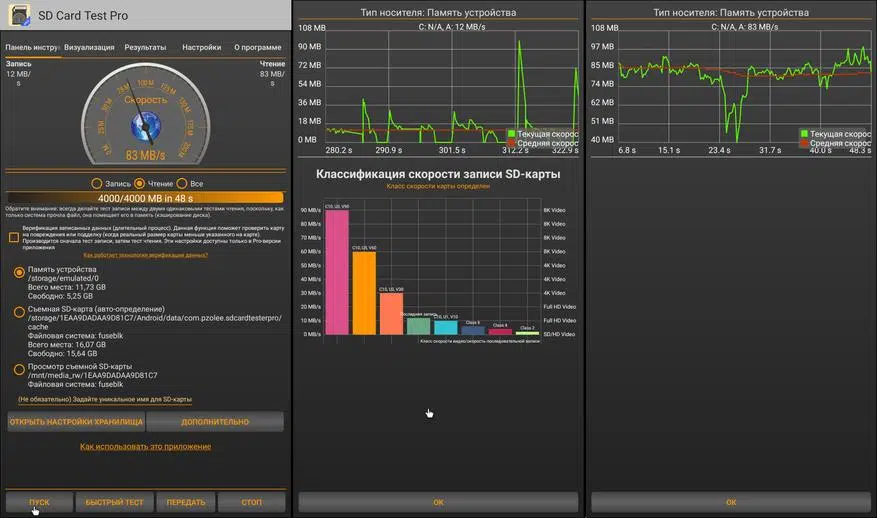 SD Card Test Pro
Панель инстру
Визуализация
Результаты
Настройки
О программе
Запись
12 MB/
s
Чтение
83 MB/
s
Скорость
83 MB/s
Запись
Чтение
Все
4000/4000 MB in 48 s
Обратите внимание: всегда делайте тест записи между двумя одинаковыми тестами чтения, поскольку, как
только система прочла файл, она помещает его в память (кэширование диска).
Верификация записанных данных (длительный процесс). Данная функция поможет проверить карту
на повреждения или подделку (когда реальный размер карты меньше указанного на карте).
Производится сначала тест записи, затем тест чтения. Эти настройки доступны только в Pro-версии
приложения
Как работает технология верификации данных?
Память устройства
/storage/emulated/0
Всего места: 11,73 GB
Свободно: 5,25 GB
Съемная SD-карта (авто-определение)
/storage/1EAA9DADAA9D81C7/Android/data/com.pzolee.sdcardtesterpro/
cache
Файловая система: fuseblk
Всего места: 16,07 GB
Свободно: 15,64 GB
Просмотр съемной SD-карты
/mnt/media_rw/1EAA9DADAA9D81C7
Файловая система: fuseblk
(Не обязательно) Задайте уникальное имя для SD-карты
ОТКРЫТЬ НАСТРОЙКИ ХРАНИЛИЩА
ДОПОЛНИТЕЛЬНО
Как использовать это приложение
ПУСК
БЫСТРЫЙ ТЕСТ
ПЕРЕДАТЬ
СТОП
Тип носителя: Память устройства
C: N/A, A: 12 MB/s
108 MB
90 MB
72 MB
54 MB
36 MB
18 MB
0 MB
Текущая скорос
Средняя скорос
280.2 s
290.9 s
301.5 s
312.2 s
322.9 s
Классификация скорости записи SD-карты
Класс скорости карты определен
90 MB/s
80 MB/s
70 MB/s
60 MB/s
50 MB/s
40 MB/s
30 MB/s
20 MB/s
10 MB/s
0 MB/s
C10, U3, V90
C10, U3, V60
C10, U3, V30
Последняя запись
C10, U1, V10
Class 6
Class 4
Class 2
8K Video
8K Video
8K Video
8K Video
4K Video
4K Video
4K Video
Full HD Video
Full HD Video
SD/HD Video
Класс скорости видео/скорость последовательной записи
OK
Тип носителя: Память устройства
C: N/A, A: 83 MB/s
108 MB
97 MB
85 MB
74 MB
62 MB
51 MB
40 MB
Текущая скорос
Средняя скорос
6.8 s
15.1 s
23.4 s
31.7 s
40.0 s
48.3 s
OK